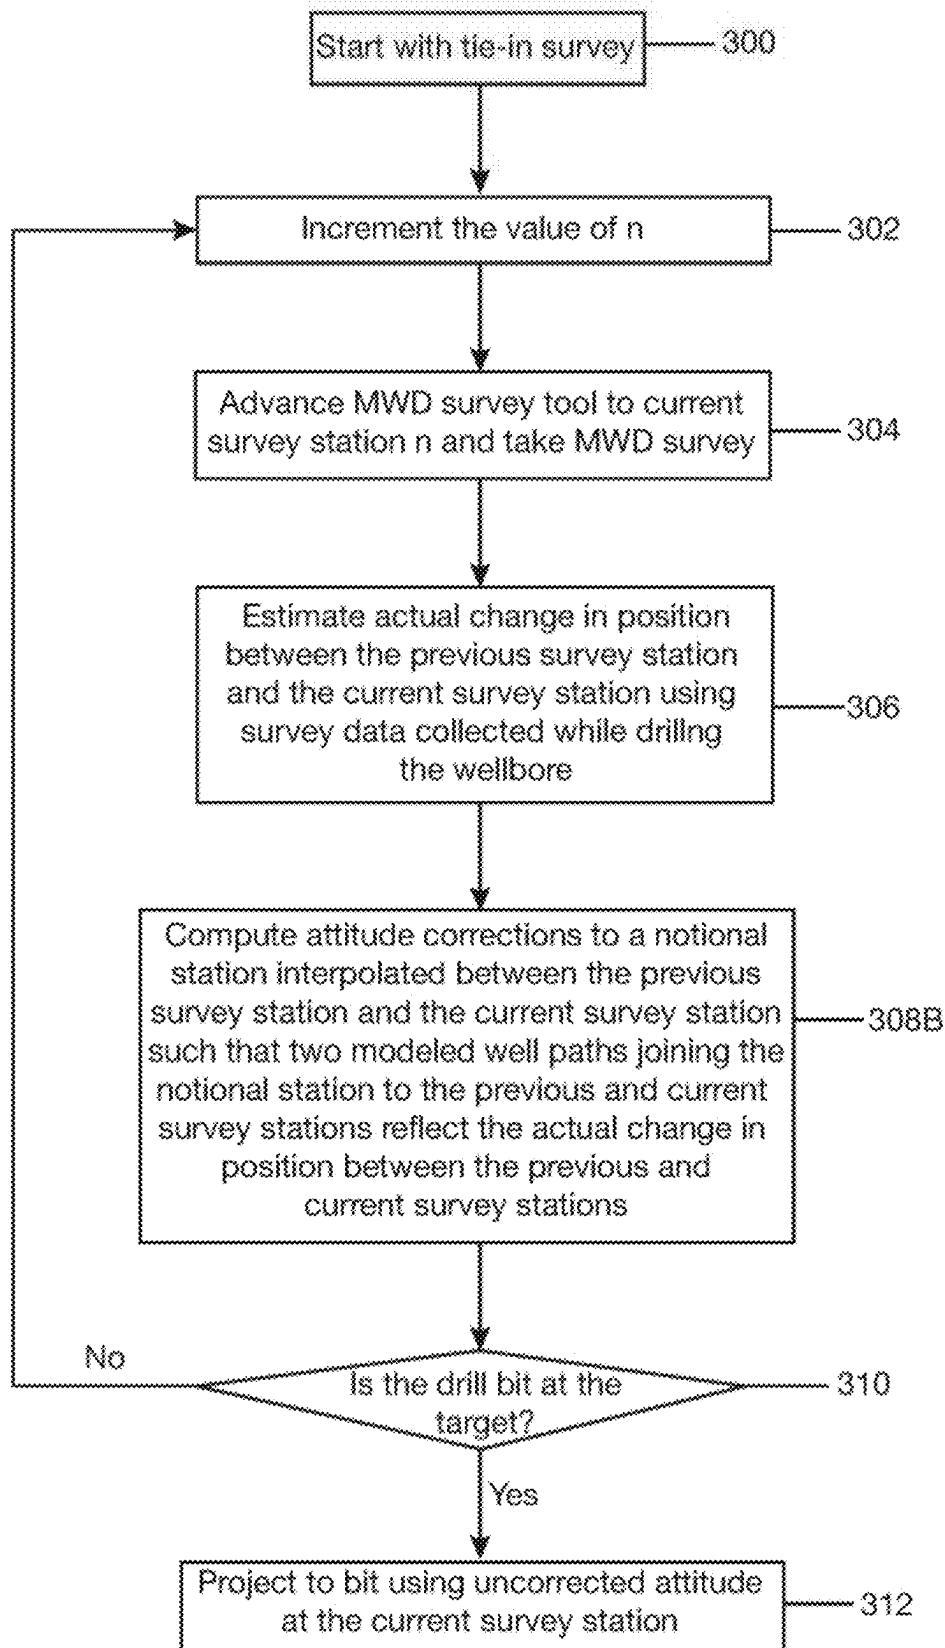 Start with tie-in survey
300
Increment the value of n
302
Advance MWD survey tool to current
survey station n and take MWD survey
304
Estimate actual change in position
between the previous survey station
and the current survey station using
survey data collected while drillng
the wellbore
306
Compute attitude corrections to a notional
station interpolated between the previous
survey station and the current survey station
such that two modeled well paths joining the
notional station to the previous and current
survey stations reflect the actual change in
position between the previous and
current survey stations
308B
No
Is the drill bit at the
target?
310
Yes
Project to bit using uncorrected attitude
at the current survey station
312